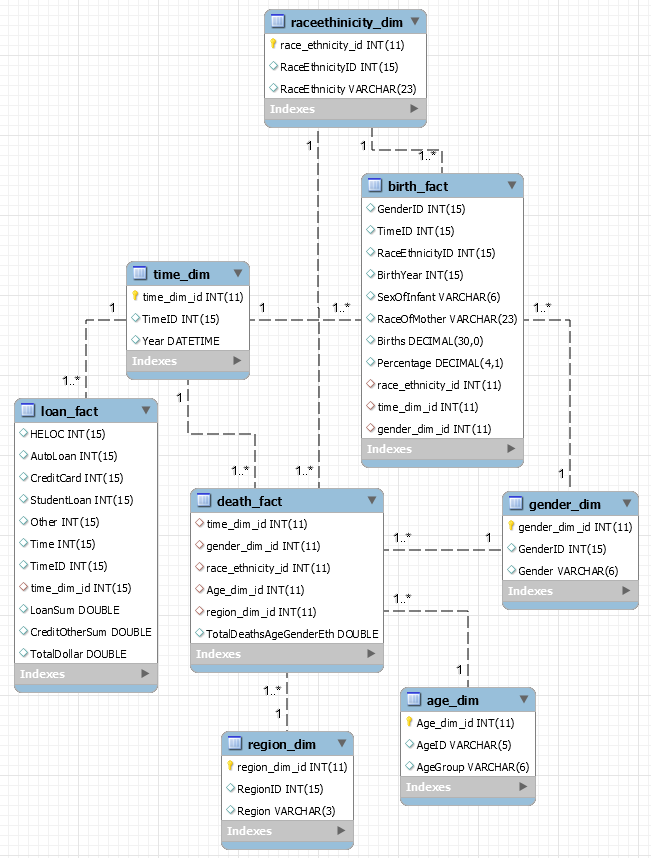 raceethinicity_dim
race_ethnicity_id INT(11)
RaceEthnicityID INT(15)
RaceEthnicity VARCHAR(23)
Indexes
1
1
1..*
birth_fact
GenderID INT(15)
TimeID INT(15)
RaceEthnicityID INT(15)
BirthYear INT(15)
SexOfInfant VARCHAR(6)
RaceOfMother VARCHAR(23)
Births DECIMAL(30,0)
Percentage DECIMAL(4,1)
race_ethnicity_id INT(11)
time_dim_id INT(11)
gender_dim_id INT(11)
Indexes
time_dim
time_dim_id INT(11)
TimeID INT(15)
Year DATETIME
Indexes
1
1
1..*
1..*
1..*
1
1..*
1..*
1
loan_fact
HELOC INT(15)
AutoLoan INT(15)
CreditCard INT(15)
StudentLoan INT(15)
Other INT(15)
Time INT(15)
TimeID INT(15)
time_dim_id INT(15)
LoanSum DOUBLE
CreditOtherSum DOUBLE
TotalDollar DOUBLE
Indexes
death_fact
time_dim_id INT(11)
gender_dim_id INT(11)
race_ethnicity_id INT(11)
Age_dim_id INT(11)
region_dim_id INT(11)
TotalDeathsAgeGenderEth DOUBLE
Indexes
gender_dim
gender_dim_id INT(11)
GenderID INT(15)
Gender VARCHAR(6)
Indexes
1..*
1
1..*
1
1..*
1
age_dim
Age_dim_id INT(11)
AgeID VARCHAR(5)
AgeGroup VARCHAR(6)
Indexes
region_dim
region_dim_id INT(11)
RegionID INT(15)
Region VARCHAR(3)
Indexes